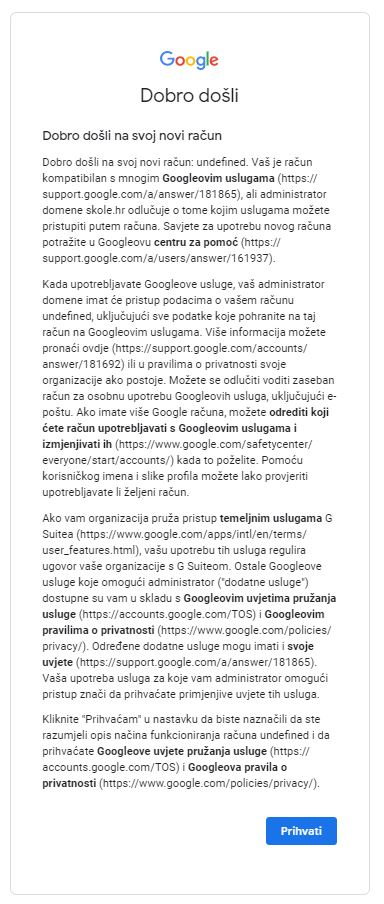 Google
Dobro došli
Dobro došli na svoj novi račun
Dobro došli na svoj novi račun: undefined. Vaš je račun
kompatibilan s mnogim Googleovim uslugama (https://
support.google.com/a/answer/181865), ali administrator
domene skole.hr odlučuje o tome kojim uslugama možete
pristupiti putem računa. Savjete za upotrebu novog računa
potražite u Googleovu centru za pomoć (https://
support.google.com/a/users/answer/161937).
Kada upotrebljavate Googleove usluge, vaš administrator
domene imat će pristup podacima o vašem računu
undefined, uključujući sve podatke koje pohranite na taj
račun na Googleovim uslugama. Više informacija možete
pronaći ovdje (https://support.google.com/accounts/
answer/181692) ili u pravilima o privatnosti svoje
organizacije ako postoje. Možete se odlučiti voditi zaseban
račun za osobnu upotrebu Googleovih usluga, uključujući e-
poštu. Ako imate više Google računa, možete odrediti koji
ćete račun upotrebljavati s Googleovim uslugama i
izmjenjivati ih (https://www.google.com/safetycenter/
everyone/start/accounts/) kada to poželite. Pomoću
korisničkog imena i slike profila možete lako provjeriti
upotrebljavate li željeni račun.
Ako vam organizacija pruža pristup temeljnim uslugama G
Suitea (https://www.google.com/apps/intl/en/terms/
user_features.html), vašu upotrebu tih usluga regulira
ugovor vaše organizacije s G Suiteom. Ostale Googleove
usluge koje omogući administrator ("dodatne usluge")
dostupne su vam u skladu s Googleovim uvjetima pružanja
usluge (https://accounts.google.com/TOS) i Googleovim
pravilima o privatnosti (https://www.google.com/policies/
privacy/). Određene dodatne usluge mogu imati i svoje
uvjete (https://support.google.com/a/answer/181865).
Vaša upotreba usluga za koje vam administrator omogući
pristup znači da prihvaćate primjenjive uvjete tih usluga.
Kliknite "Prihvaćam" u nastavku da biste naznačili da ste
razumjeli opis načina funkcioniranja računa undefined i da
prihvaćate Googleove uvjete pružanja usluge (https://
accounts.google.com/TOS) i Googleova pravila o
privatnosti (https://www.google.com/policies/privacy/).
Prihvati